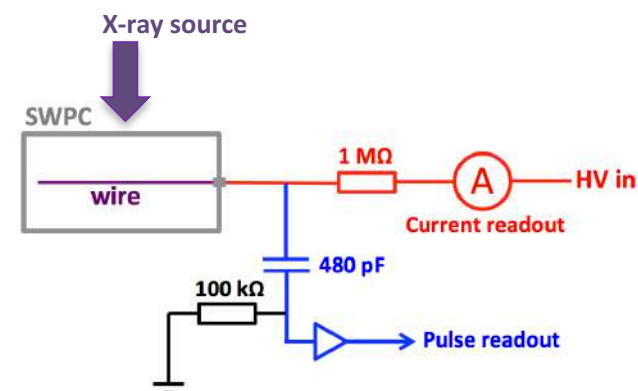 X-ray source
SWPC
wire
1 MΩ
A
HV in
Current readout
480 pF
100 kΩ
Pulse readout